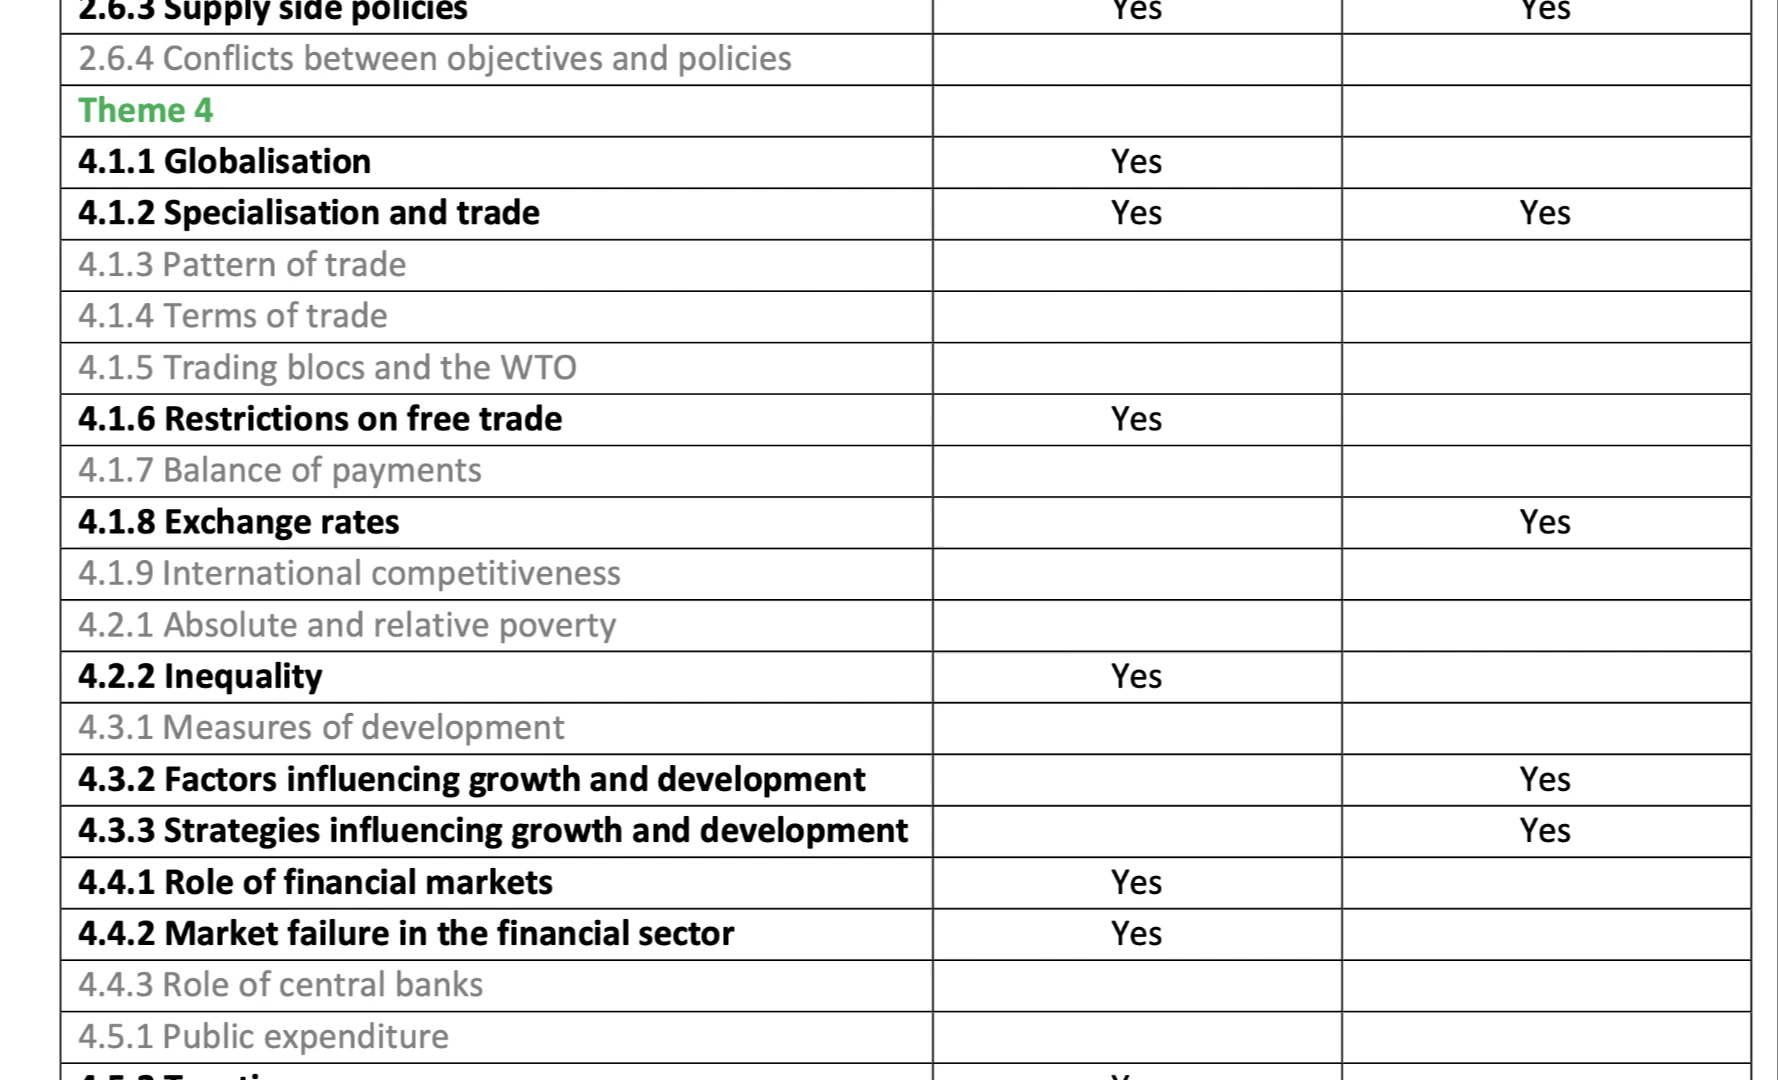 2.6.3 Supply side policies Yes Yes
2.6.4 Conflicts between objectives and policies
Theme 4
4.1.1 Globalisation Yes
4.1.2 Specialisation and trade Yes Yes
4.1.3 Pattern of trade
4.1.4 Terms of trade
4.1.5 Trading blocs and the WTO
4.1.6 Restrictions on free trade Yes
4.1.7 Balance of payments
4.1.8 Exchange rates Yes
4.1.9 International competitiveness
4.2.1 Absolute and relative poverty
4.2.2 Inequality Yes
4.3.1 Measures of development
4.3.2 Factors influencing growth and development Yes
4.3.3 Strategies influencing growth and development Yes
4.4.1 Role of financial markets Yes
4.4.2 Market failure in the financial sector Yes
4.4.3 Role of central banks
4.5.1 Public expenditure